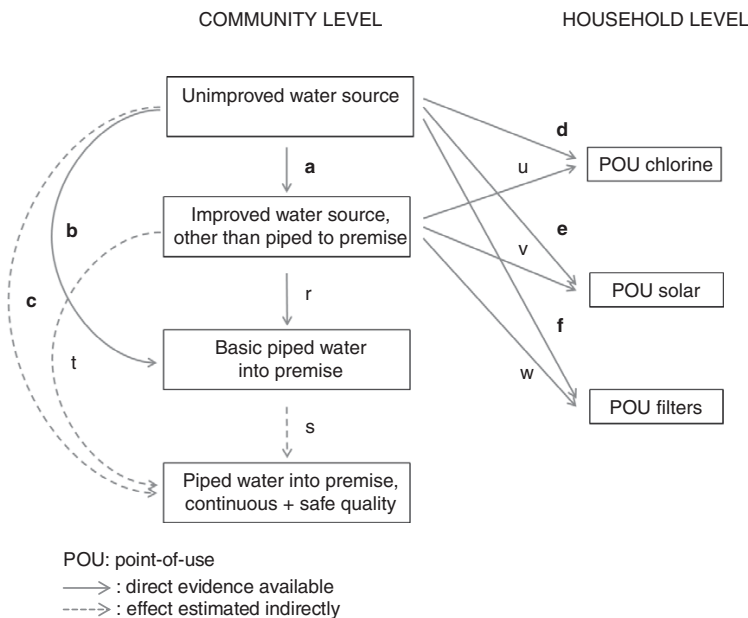 COMMUNITY LEVEL
HOUSEHOLD LEVEL
Unimproved water source
a
d
u
POU chlorine
Improved water source,
other than piped to premise
b
e
v
c
r
POU solar
t
f
w
Basic piped water
into premise
POU filters
s
Piped water into premise,
continuous + safe quality
POU: point-of-use
: direct evidence available
: effect estimated indirectly